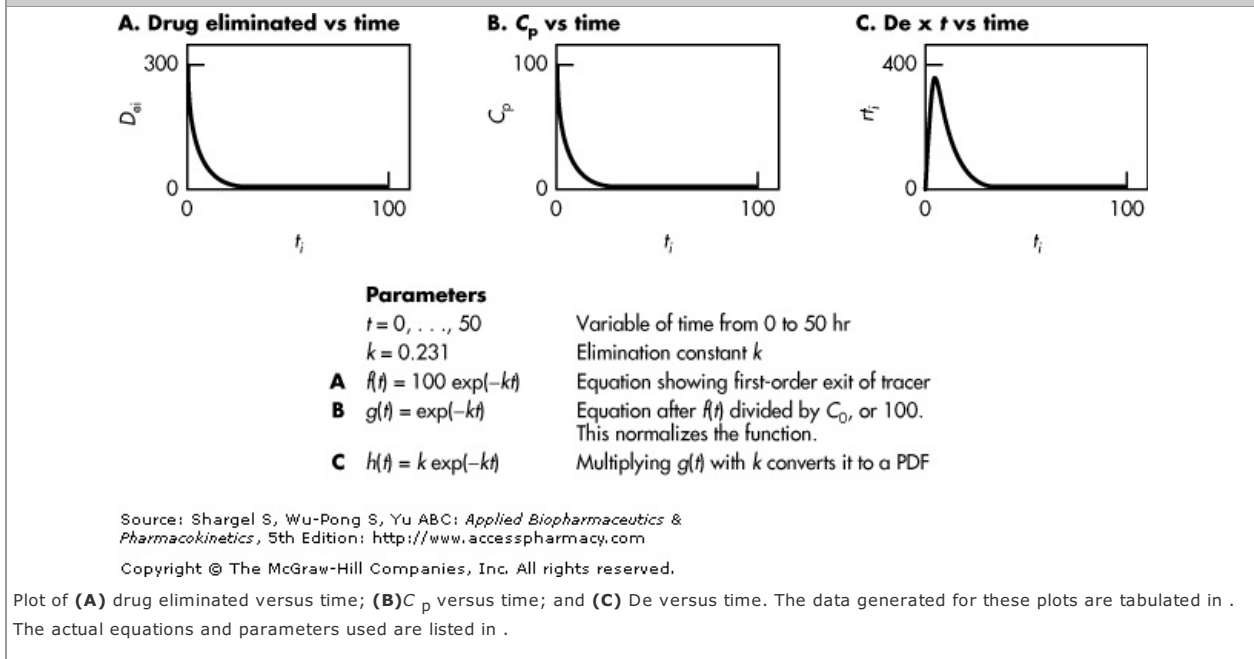 A. Drug eliminated vs time
B. Cp vs time
C. De x t vs time
300
Dei
0
0
100
ti
100
Cp
0
0
100
ti
400
rti
0
0
100
ti
Parameters
t = 0, . . ., 50 Variable of time from 0 to 50 hr
k = 0.231 Elimination constant k
A f(t) = 100 exp(–kt) Equation showing first-order exit of tracer
B g(t) = exp(–kt) Equation after f(t) divided by C0, or 100.
This normalizes the function.
C h(t) = k exp(–kt) Multiplying g(t) with k converts it to a PDF
Source: Shargel S, Wu-Pong S, Yu ABC: Applied Biopharmaceutics &
Pharmacokinetics, 5th Edition: http://www.accesspharmacy.com
Copyright © The McGraw-Hill Companies, Inc. All rights reserved.
Plot of (A) drug eliminated versus time; (B)C p versus time; and (C) De versus time. The data generated for these plots are tabulated in .
The actual equations and parameters used are listed in .